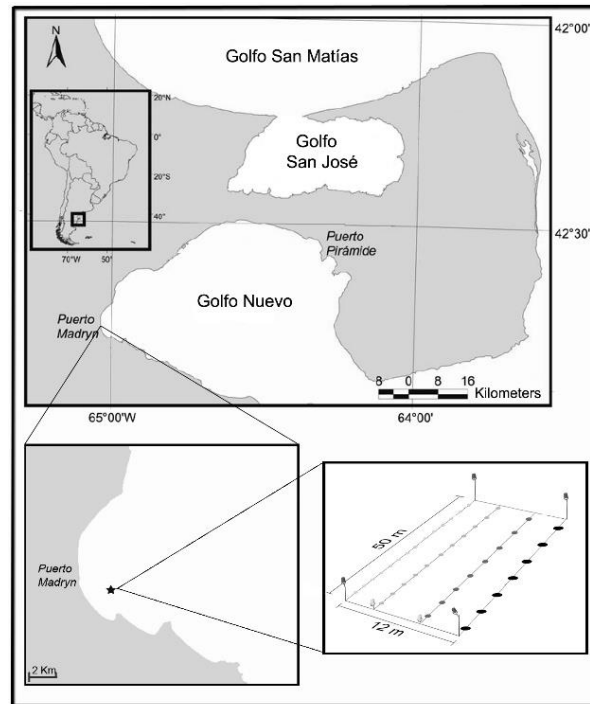 N
42°00'
Golfo San Matías
20°N
0°
20°S
40°
70°W 50°
Golfo
San José
42°30'
Puerto
Pirámide
Golfo Nuevo
Puerto
Madryn
8 0 8 16
Kilometers
65°00'W
64°00'
Puerto
Madryn
2 Km
50 m
12 m